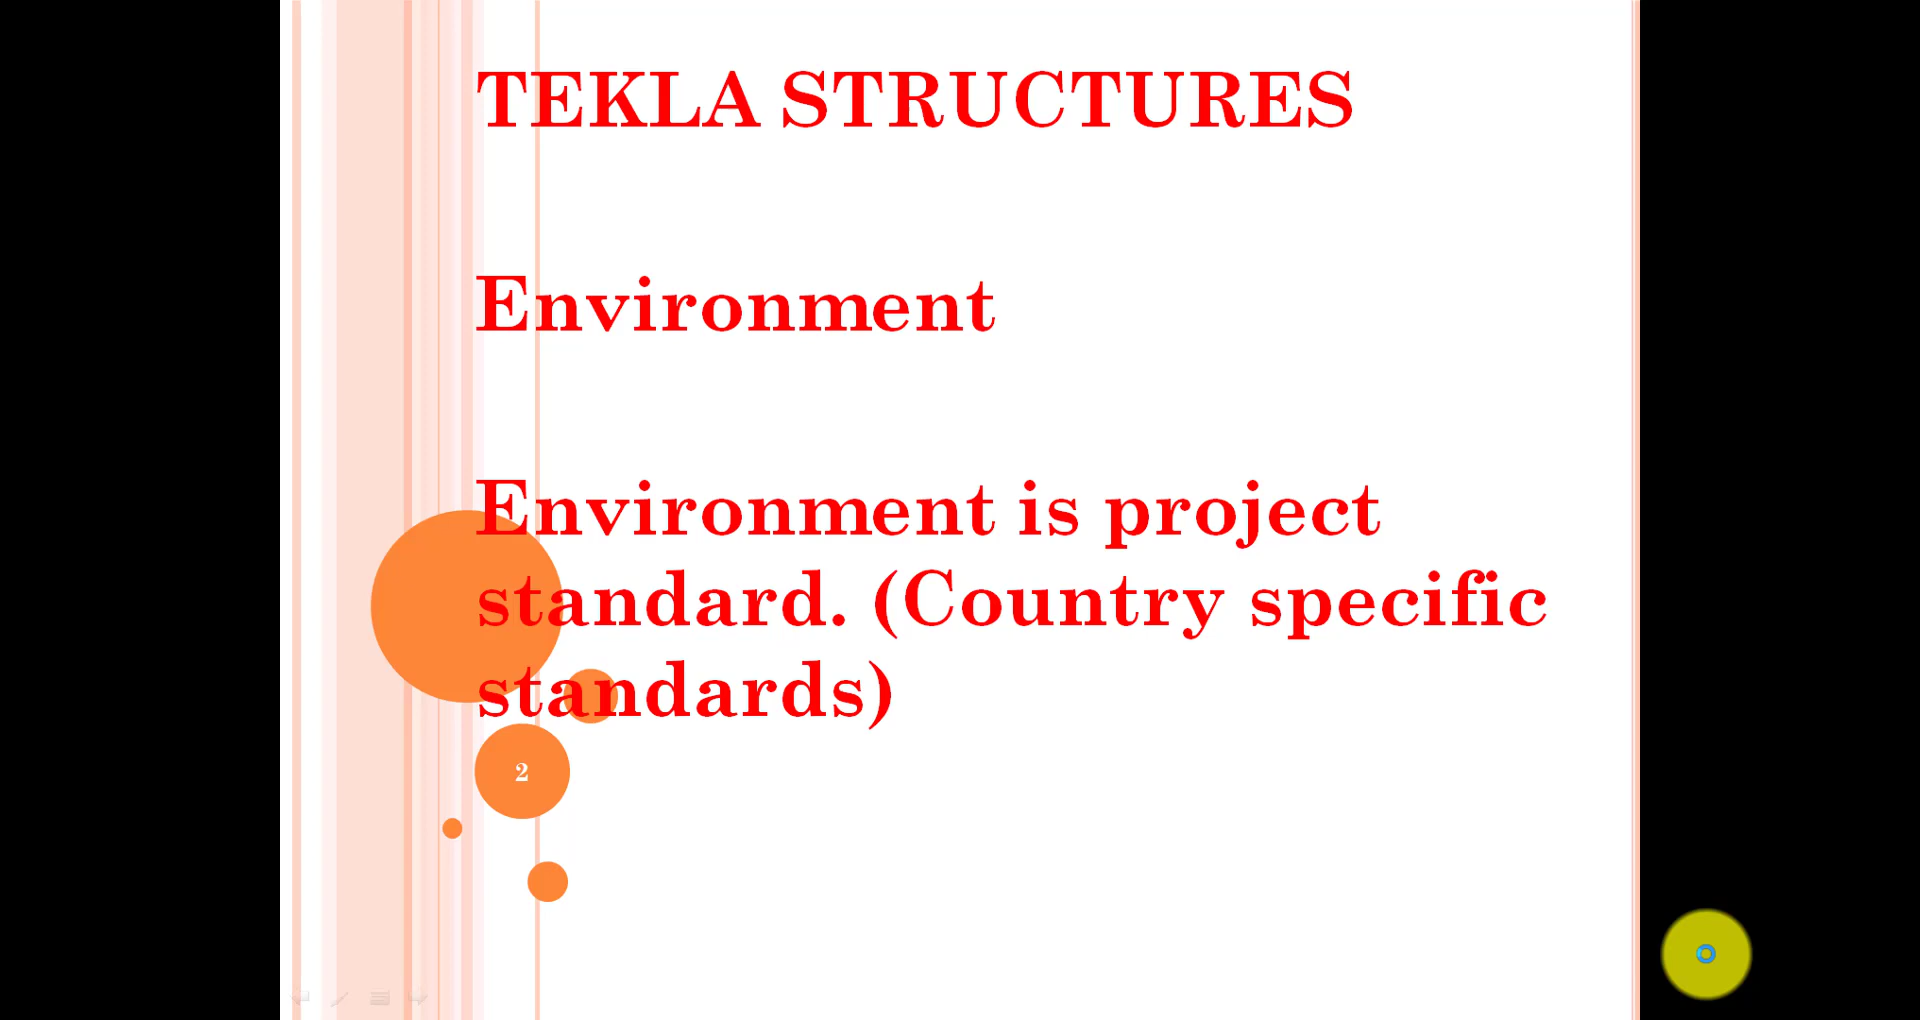 TEKLA STRUCTURES
Environment
Environment is project
standard. (Country specific
standards)
2